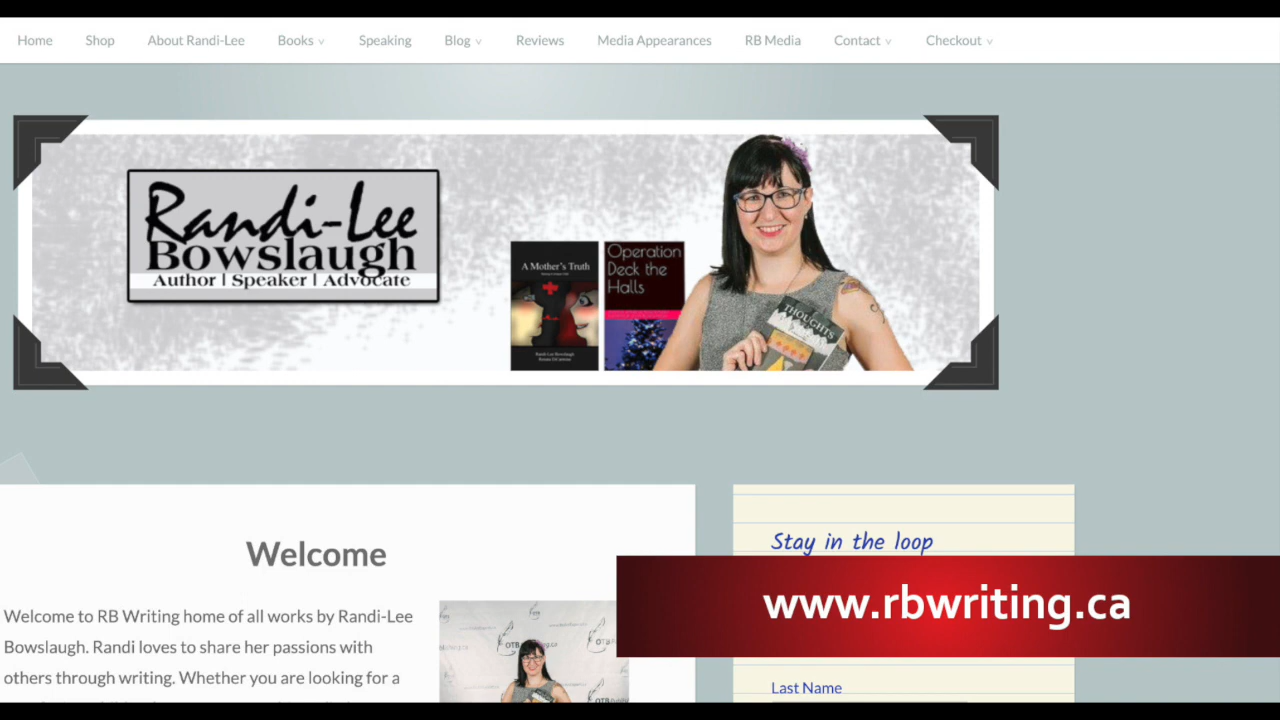 Home Shop About Randi-Lee Books Speaking Blog Reviews Media Appearances RB Media Contact Checkout
Randi-Lee
Bowslaugh
Author | Speaker | Advocate
A Mother's Truth
Operation
Deck the
Halls
THOUGHTS
Randi-Lee Bowslaugh
Welcome
Welcome to RB Writing home of all works by Randi-Lee
Bowslaugh. Randi loves to share her passions with
others through writing. Whether you are looking for a
Stay in the loop
www.rbwriting.ca
Last Name